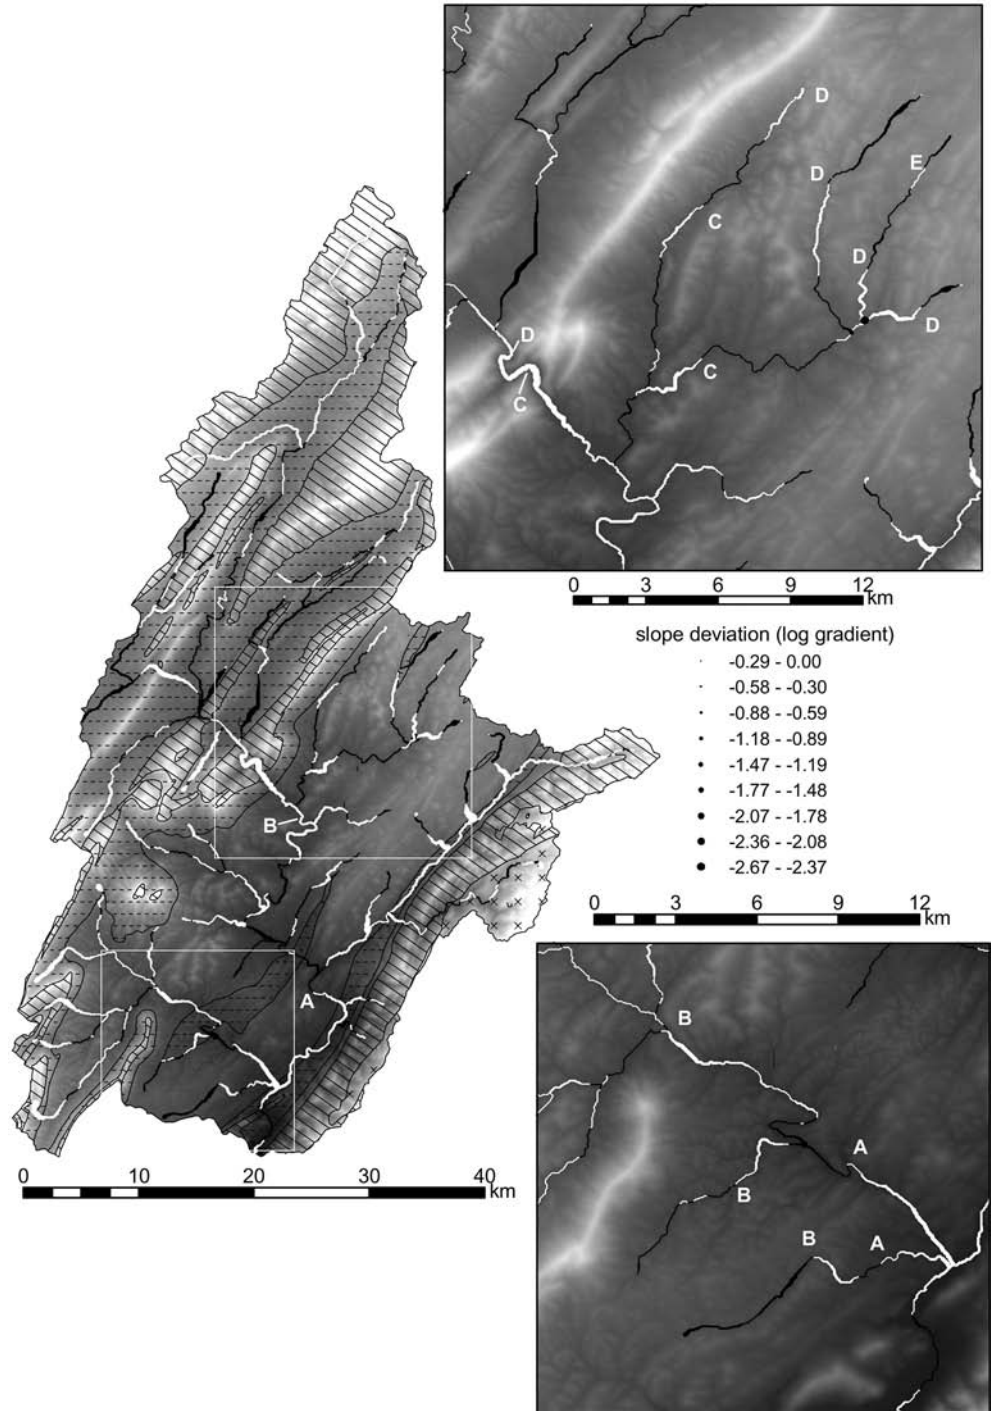 D
D
E
C
D
D
D
C
C
0 3 6 9 12
km
slope deviation (log gradient)
-0.29 - 0.00
-0.58 - -0.30
-0.88 - -0.59
-1.18 - -0.89
-1.47 - -1.19
-1.77 - -1.48
-2.07 - -1.78
-2.36 - -2.08
-2.67 - -2.37
B
A
0 10 20 30 40
km
0 3 6 9 12
km
B
A
B
B
A